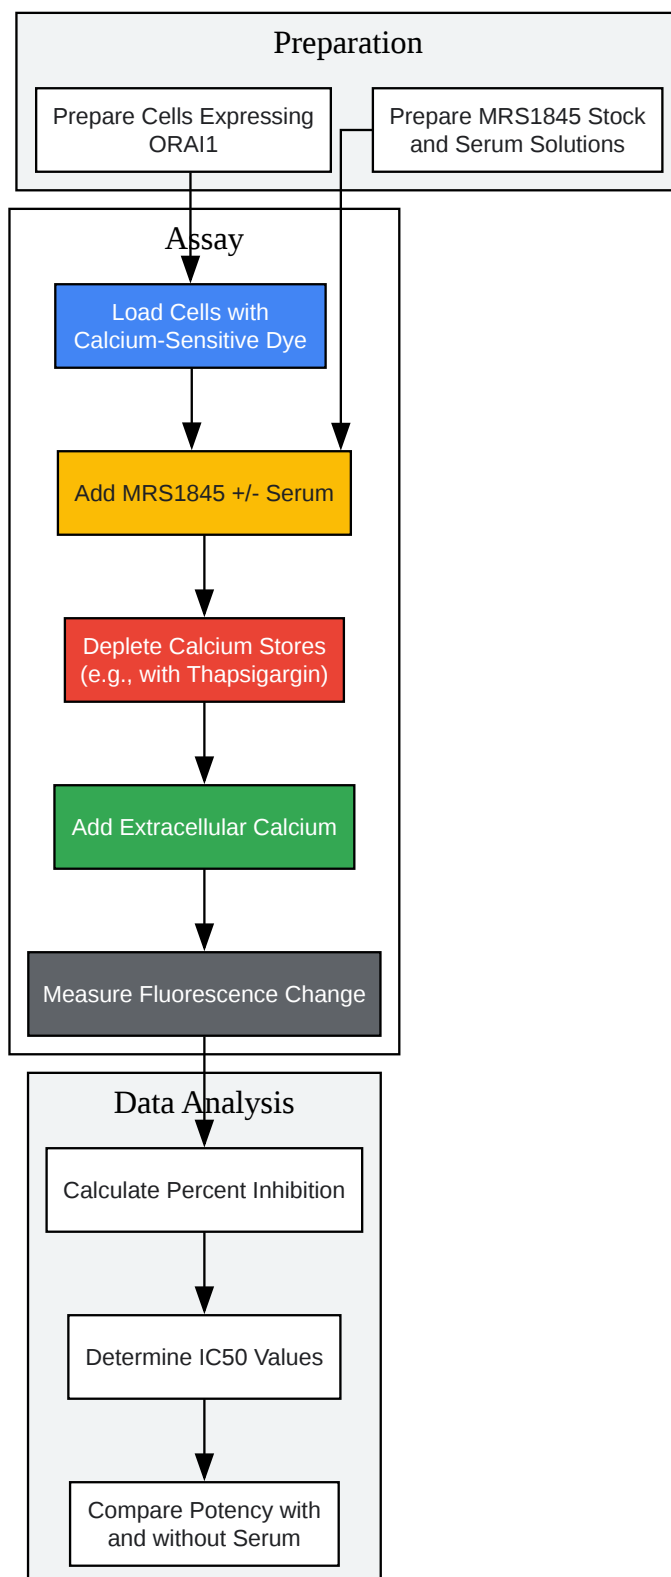 Preparation
Prepare Cells Expressing
ORAI1
Prepare MRS1845 Stock
and Serum Solutions
Assay
Load Cells with
Calcium-Sensitive Dye
Add MRS1845 +/- Serum
Deplete Calcium Stores
(e.g., with Thapsigargin)
Add Extracellular Calcium
Measure Fluorescence Change
Data Analysis
Calculate Percent Inhibition
Determine IC50 Values
Compare Potency with
and without Serum